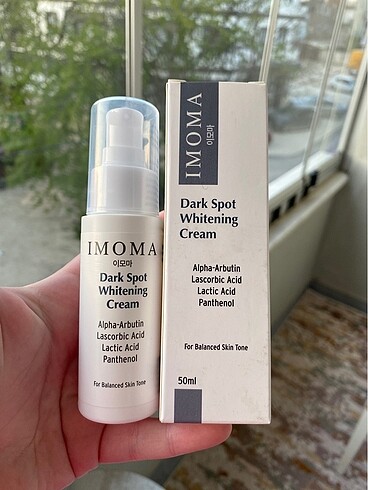 IMOMA
이모마
Dark Spot
Whitening
Cream
Alpha-Arbutin
Lascorbic Acid
Lactic Acid
Panthenol
For Balanced Skin Tone
IMOMA
이모마
Dark Spot
Whitening
Cream
Alpha-Arbutin
Lascorbic Acid
Lactic Acid
Panthenol
For Balanced Skin Tone
50ml